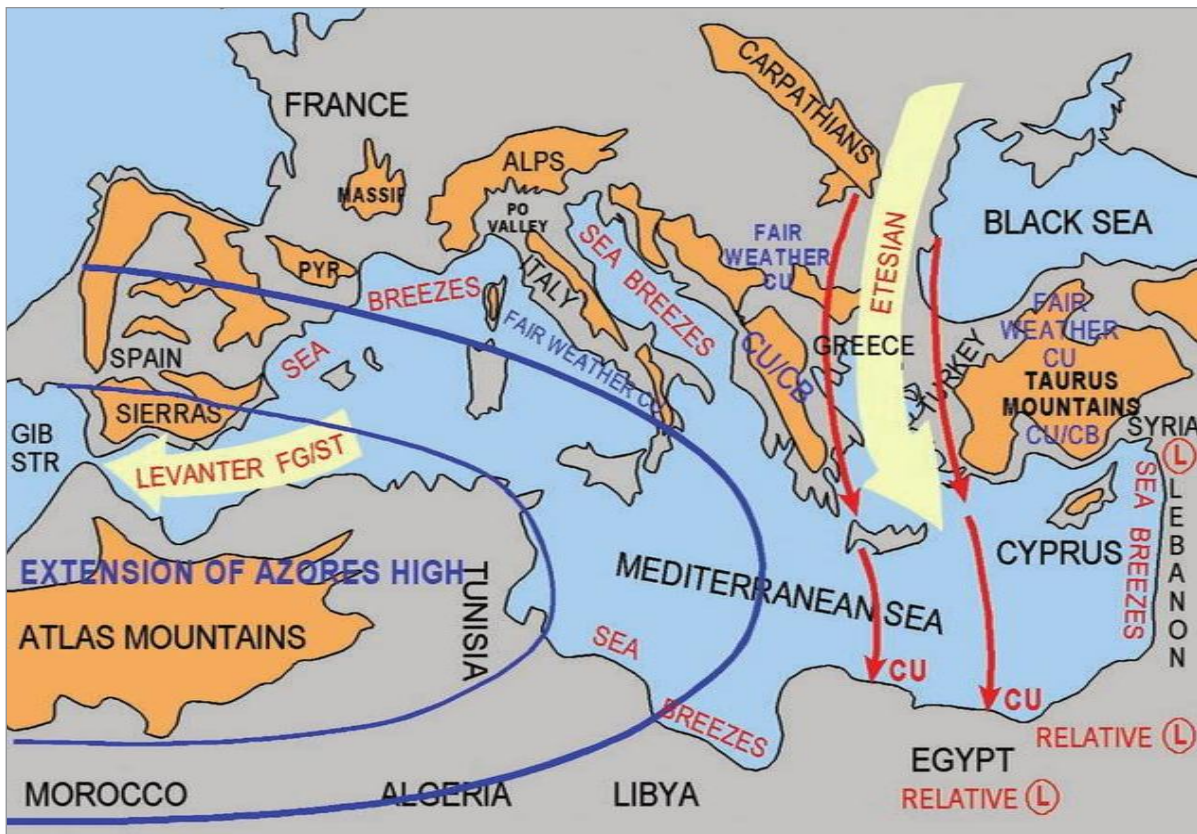 CARPATHIANS
FRANCE
ALPS
MASSIF
PO
VALLEY
BLACK SEA
ETESIAN
SEA BREEZES
FAIR
WEATHER
CU
PYR
BREEZES
ITALY
FAIR
WEATHER
CU
FAIR WEATHER CU
SPAIN
SEA
CU/CB
GREECE
TURKEY
TAURUS
MOUNTAINS
CU/CB
SIERRAS
SYRIA
GIB
STR
LEVANTER FG/ST
L
LEBANON
SEA BREEZES
CYPRUS
EXTENSION OF AZORES HIGH
TUNISIA
MEDITERRANEAN SEA
ATLAS MOUNTAINS
SEA
BREEZES
CU
CU
RELATIVE L
EGYPT
RELATIVE L
MOROCCO
ALGERIA
LIBYA